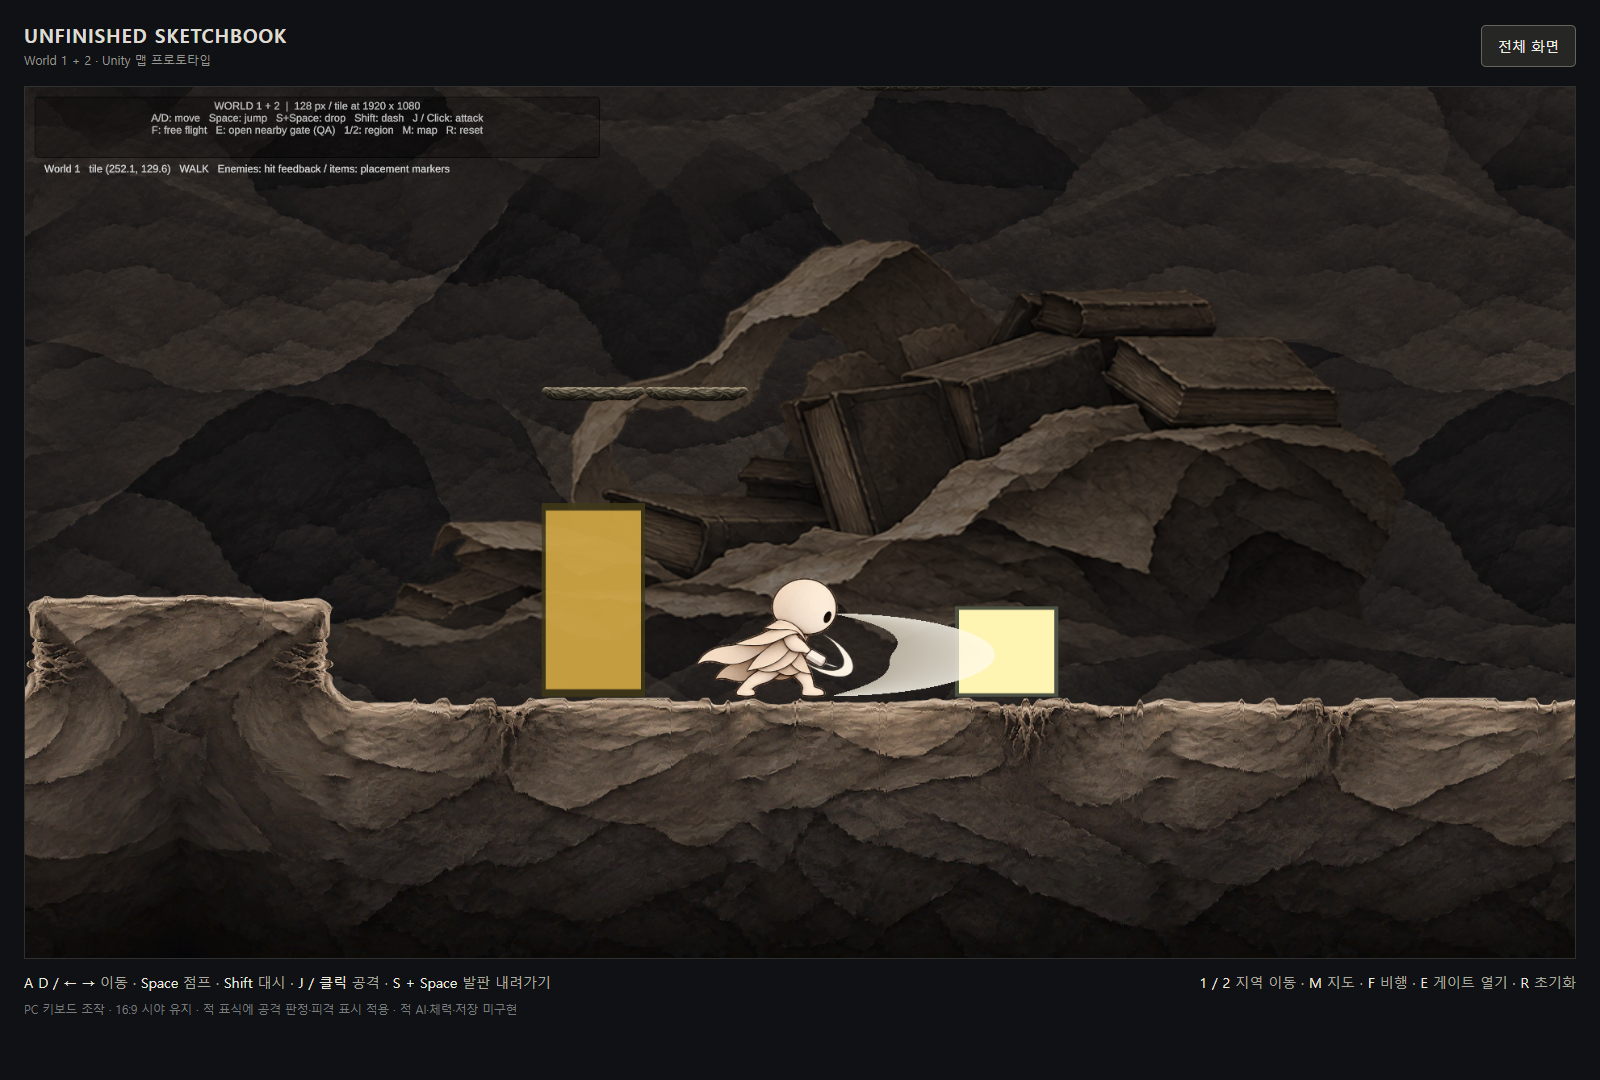 UNFINISHED SKETCHBOOK
World 1 + 2 · Unity 맵 프로토타입
전체 화면
WORLD 1 + 2 | 128 px / tile at 1920 x 1080
A/D: move Space: jump S+Space: drop Shift: dash J / Click: attack
F: free flight E: open nearby gate (QA) 1/2: region M: map R: reset
World 1 tile (252.1, 129.6) WALK Enemies: hit feedback / items: placement markers
A D / ← → 이동 · Space 점프 · Shift 대시 · J / 클릭 공격 · S + Space 발판 내려가기
1 / 2 지역 이동 · M 지도 · F 비행 · E 게이트 열기 · R 초기화
PC 키보드 조작 · 16:9 시야 유지 · 적 표식에 공격 판정·피격 표시 적용 · 적 AI·체력·저장 미구현